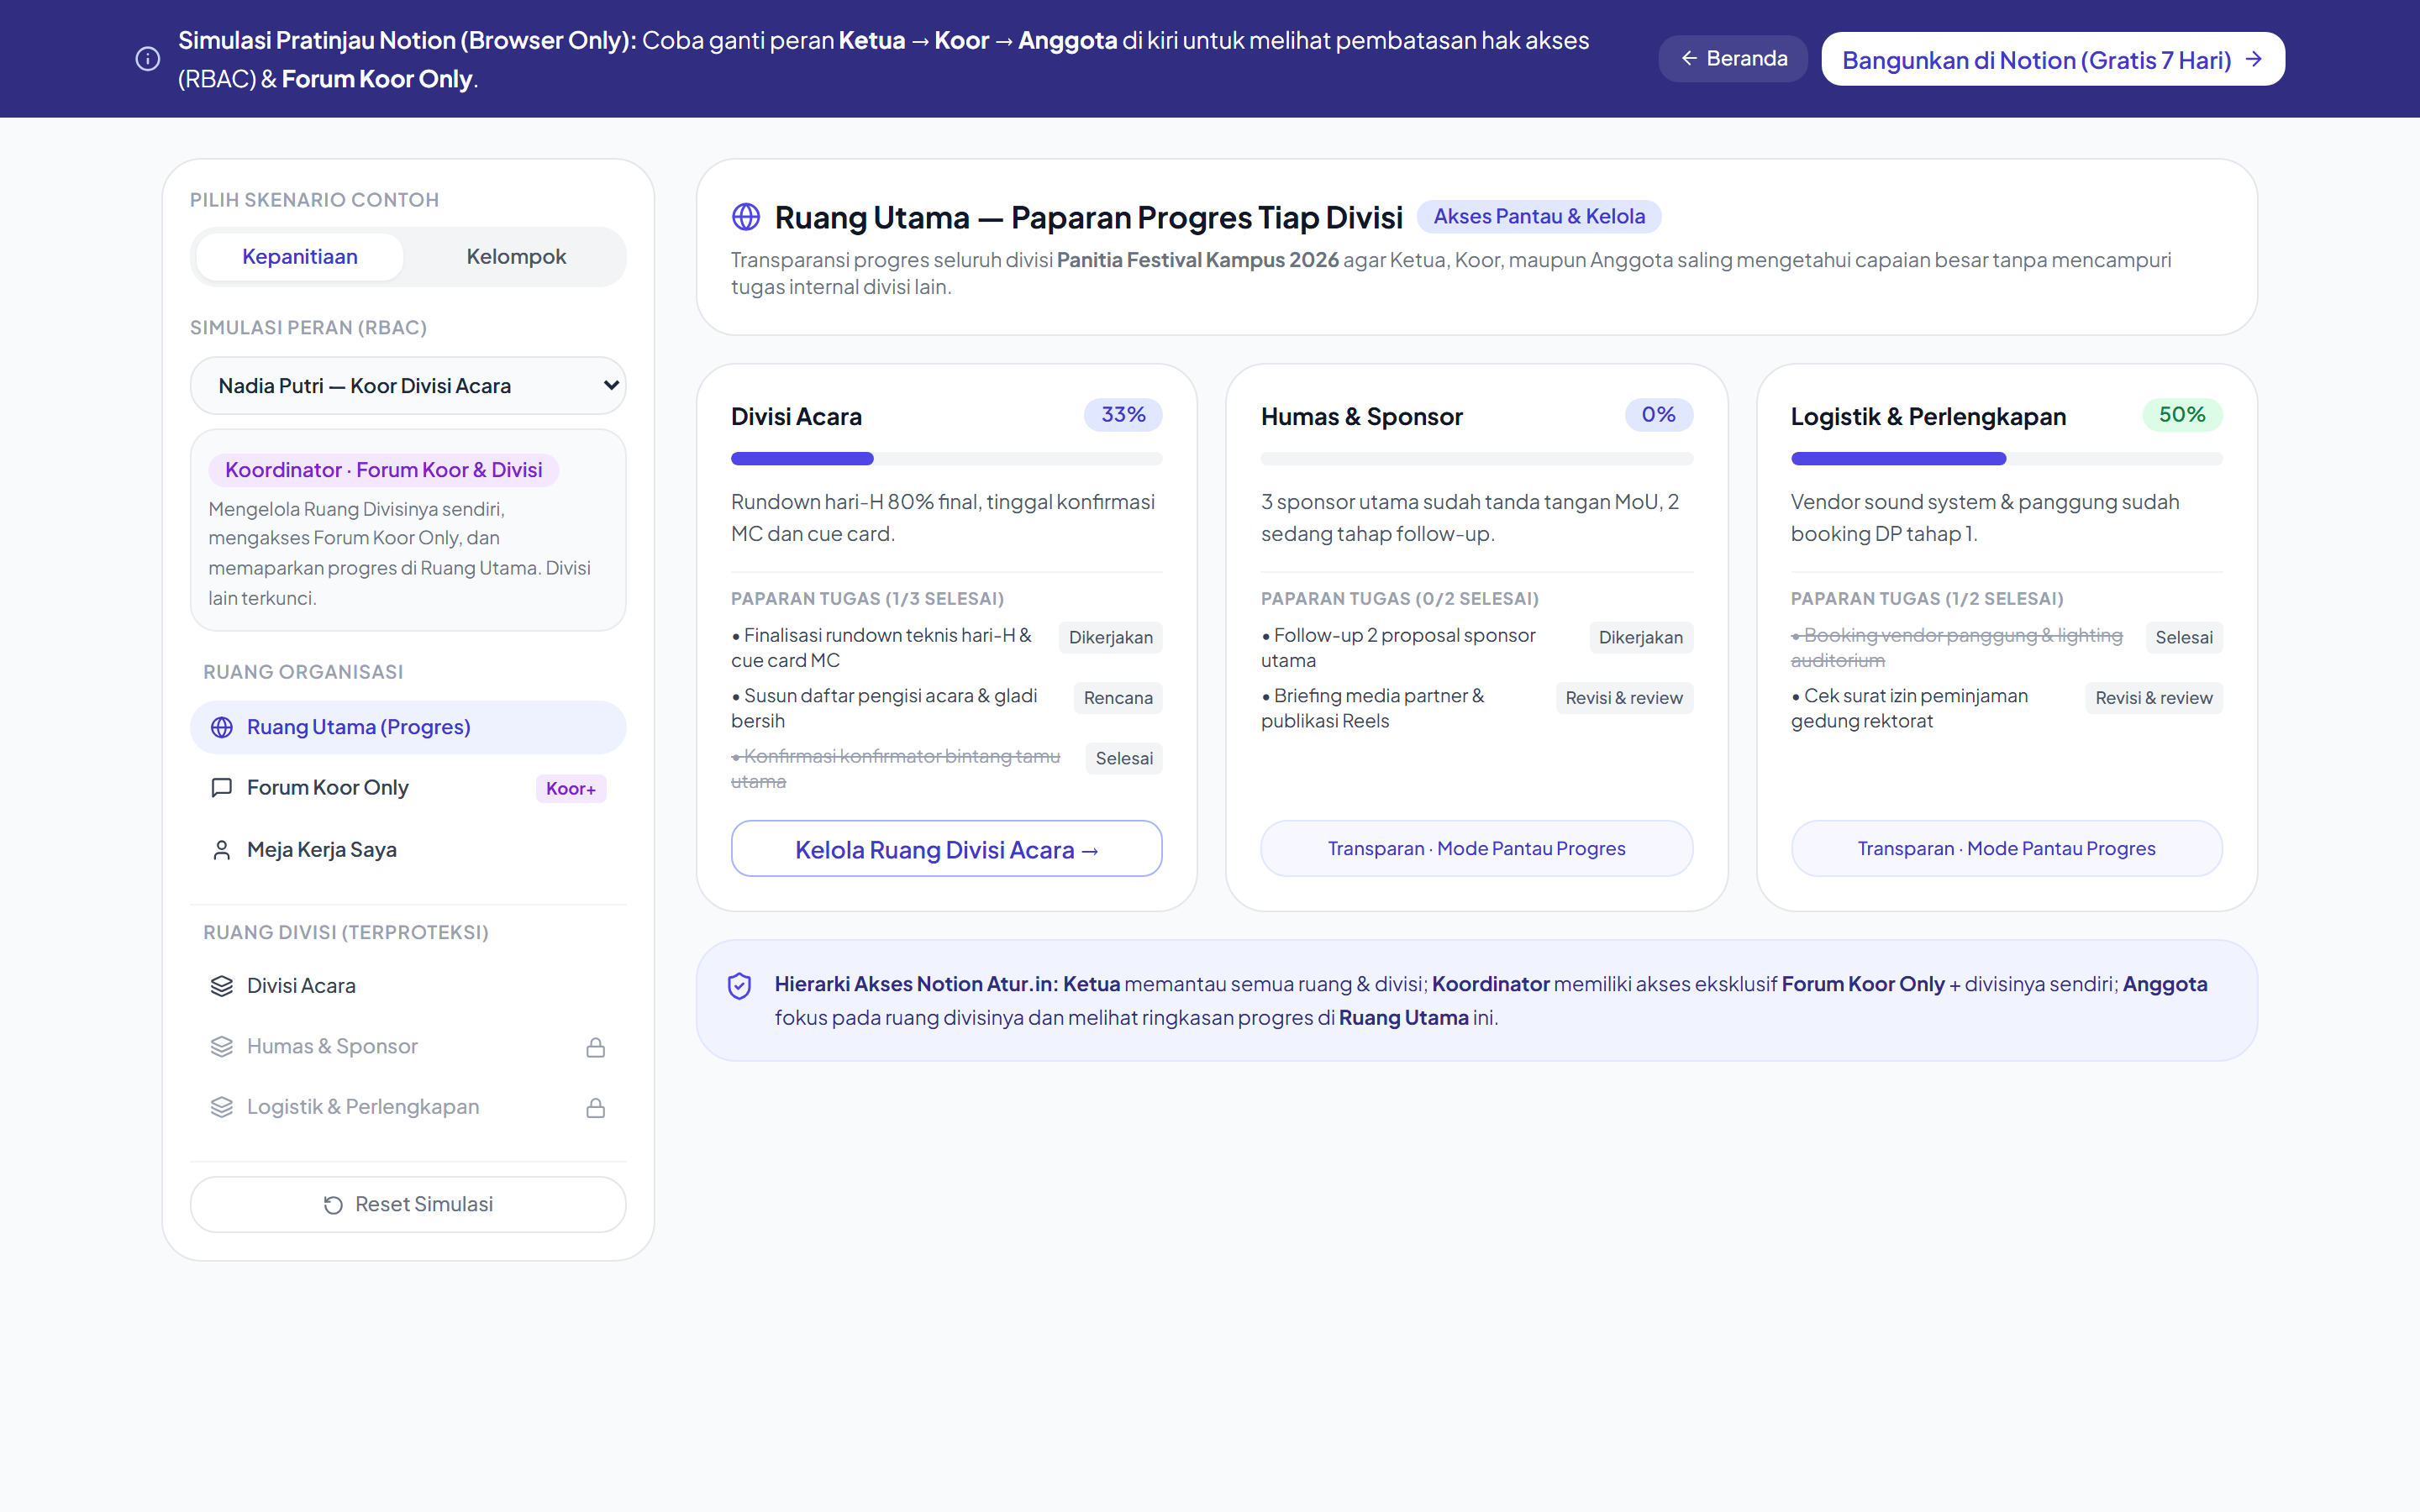 Simulasi Pratinjau Notion (Browser Only): Coba ganti peran Ketua → Koor → Anggota di kiri untuk melihat pembatasan hak akses
(RBAC) & Forum Koor Only.
← Beranda
Bangunkan di Notion (Gratis 7 Hari) →
PILIH SKENARIO CONTOH
Kepanitiaan
Kelompok
SIMULASI PERAN (RBAC)
Nadia Putri — Koor Divisi Acara
Koordinator · Forum Koor & Divisi
Mengelola Ruang Divisinya sendiri,
mengakses Forum Koor Only, dan
memaparkan progres di Ruang Utama. Divisi
lain terkunci.
RUANG ORGANISASI
Ruang Utama (Progres)
Forum Koor Only
Koor+
Meja Kerja Saya
RUANG DIVISI (TERPROTEKSI)
Divisi Acara
Humas & Sponsor
Logistik & Perlengkapan
Reset Simulasi
Ruang Utama — Paparan Progres Tiap Divisi
Akses Pantau & Kelola
Transparansi progres seluruh divisi Panitia Festival Kampus 2026 agar Ketua, Koor, maupun Anggota saling mengetahui capaian besar tanpa mencampuri
tugas internal divisi lain.
Divisi Acara
33%
Rundown hari-H 80% final, tinggal konfirmasi
MC dan cue card.
PAPARAN TUGAS (1/3 SELESAI)
• Finalisasi rundown teknis hari-H &
cue card MC
Dikerjakan
• Susun daftar pengisi acara & gladi
bersih
Rencana
• Konfirmasi konfirmator bintang tamu
utama
Selesai
Kelola Ruang Divisi Acara →
Humas & Sponsor
0%
3 sponsor utama sudah tanda tangan MoU, 2
sedang tahap follow-up.
PAPARAN TUGAS (0/2 SELESAI)
• Follow-up 2 proposal sponsor
utama
Dikerjakan
• Briefing media partner &
publikasi Reels
Revisi & review
Transparan · Mode Pantau Progres
Logistik & Perlengkapan
50%
Vendor sound system & panggung sudah
booking DP tahap 1.
PAPARAN TUGAS (1/2 SELESAI)
• Booking vendor panggung & lighting
auditorium
Selesai
• Cek surat izin peminjaman
gedung rektorat
Revisi & review
Transparan · Mode Pantau Progres
Hierarki Akses Notion Atur.in: Ketua memantau semua ruang & divisi; Koordinator memiliki akses eksklusif Forum Koor Only + divisinya sendiri; Anggota
fokus pada ruang divisinya dan melihat ringkasan progres di Ruang Utama ini.